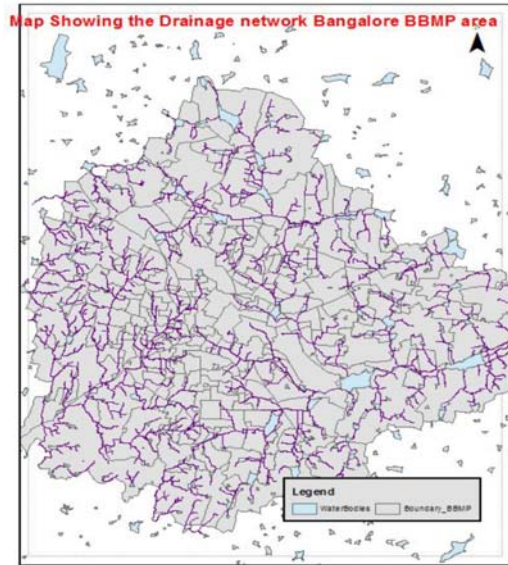 Map Showing the Drainage network Bangalore BBMP area
Legend
WaterBodies Boundary_BBMP